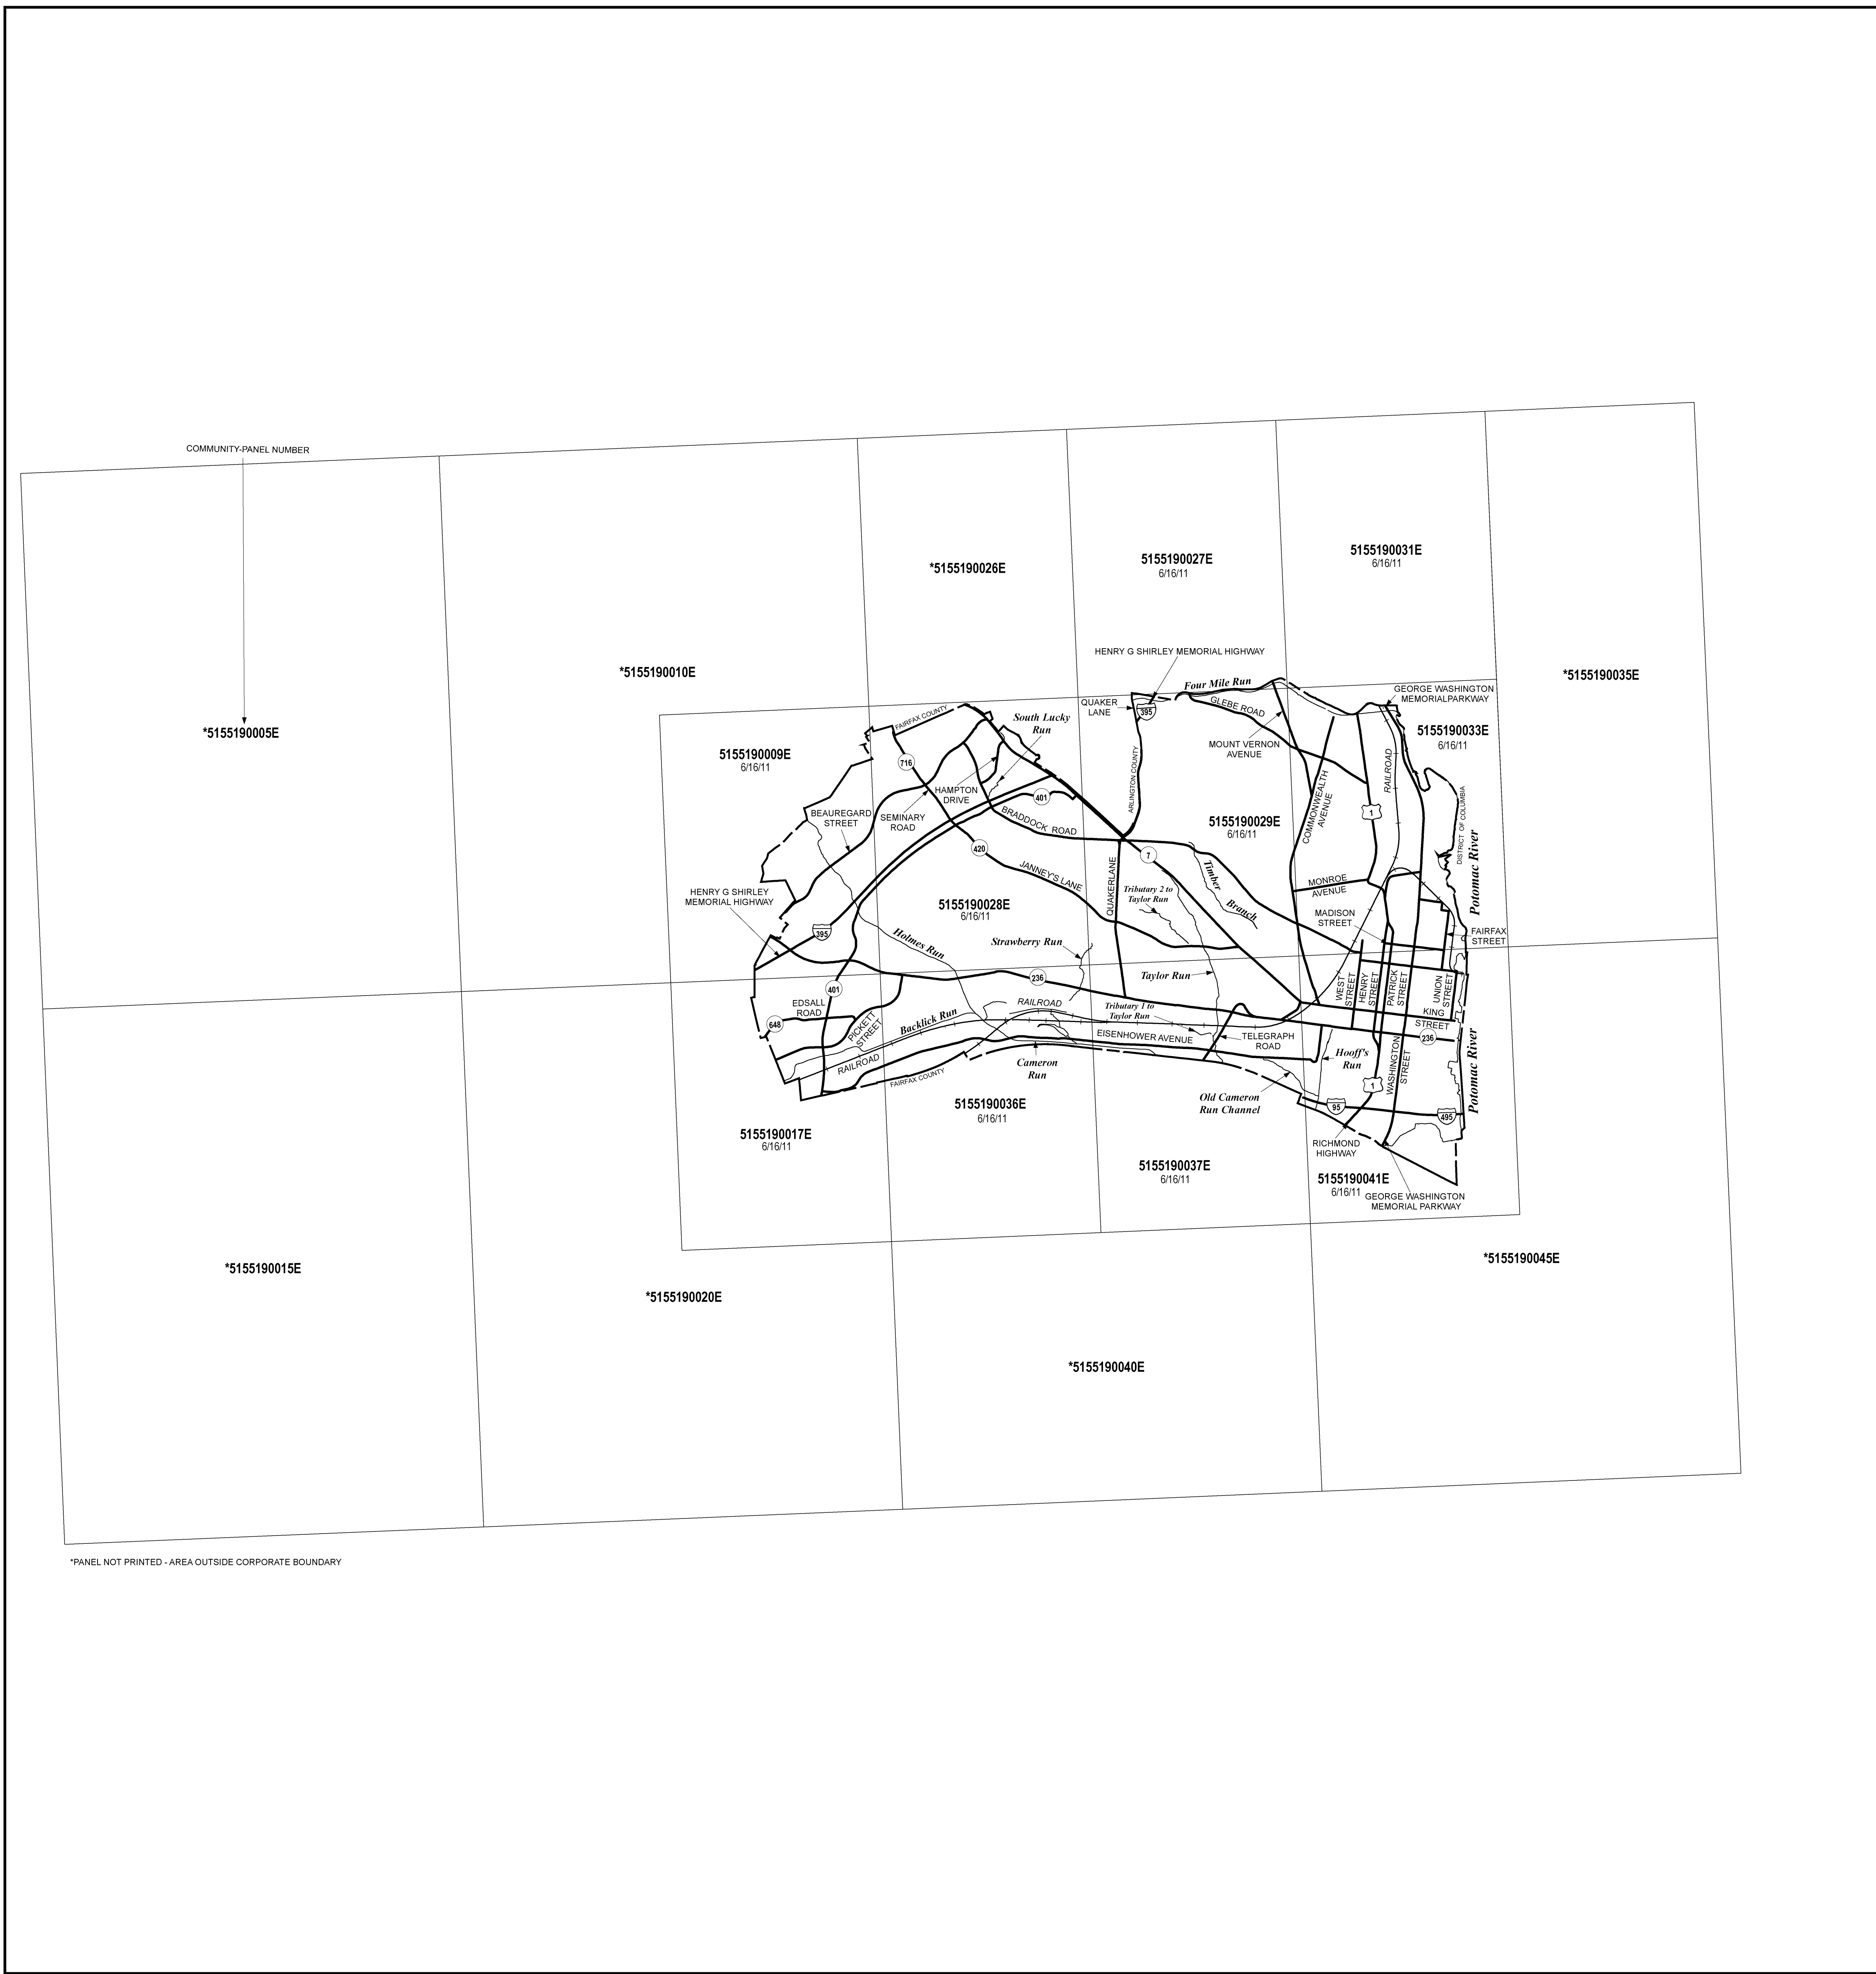 COMMUNITY-PANEL NUMBER
*5155190005E
*5155190010E
*5155190026E
5155190027E
6/16/11
5155190031E
6/16/11
*5155190035E
5155190009E
6/16/11
HENRY G SHIRLEY MEMORIAL HIGHWAY
Four Mile Run
GEORGE WASHINGTON
MEMORIALPARKWAY
5155190033E
6/16/11
QUAKER
LANE
395
GLEBE ROAD
FAIRFAX COUNTY
South Lucky
Run
MOUNT VERNON
AVENUE
RAILROAD
716
ARLINGTON COUNTY
HAMPTON
DRIVE
401
COMMONWEALTH
AVENUE
1
DISTRICT OF COLUMBIA
BEAUREGARD
STREET
SEMINARY
ROAD
BRADDOCK ROAD
5155190029E
6/16/11
Potomac River
420
7
JANNEY'S LANE
QUAKERLANE
Timber
Branch
MONROE
AVENUE
HENRY G SHIRLEY
MEMORIAL HIGHWAY
5155190028E
6/16/11
Tributary 2 to
Taylor Run
MADISON
STREET
395
Holmes Run
Strawberry Run
FAIRFAX
STREET
Taylor Run
236
401
WEST
STREET
HENRY
STREET
PATRICK
STREET
UNION
STREET
EDSALL
ROAD
RAILROAD
Tributary 1 to
Taylor Run
KING
STREET
648
PICKETT
STREET
Backlick Run
EISENHOWER AVENUE
TELEGRAPH
ROAD
236
Hooff's
Run
WASHINGTON
STREET
Potomac River
RAILROAD
FAIRFAX COUNTY
Cameron
Run
1
Old Cameron
Run Channel
95
495
5155190036E
6/16/11
5155190017E
6/16/11
RICHMOND
HIGHWAY
5155190037E
6/16/11
5155190041E
6/16/11
GEORGE WASHINGTON
MEMORIAL PARKWAY
*5155190015E
*5155190020E
*5155190040E
*5155190045E
*PANEL NOT PRINTED - AREA OUTSIDE CORPORATE BOUNDARY